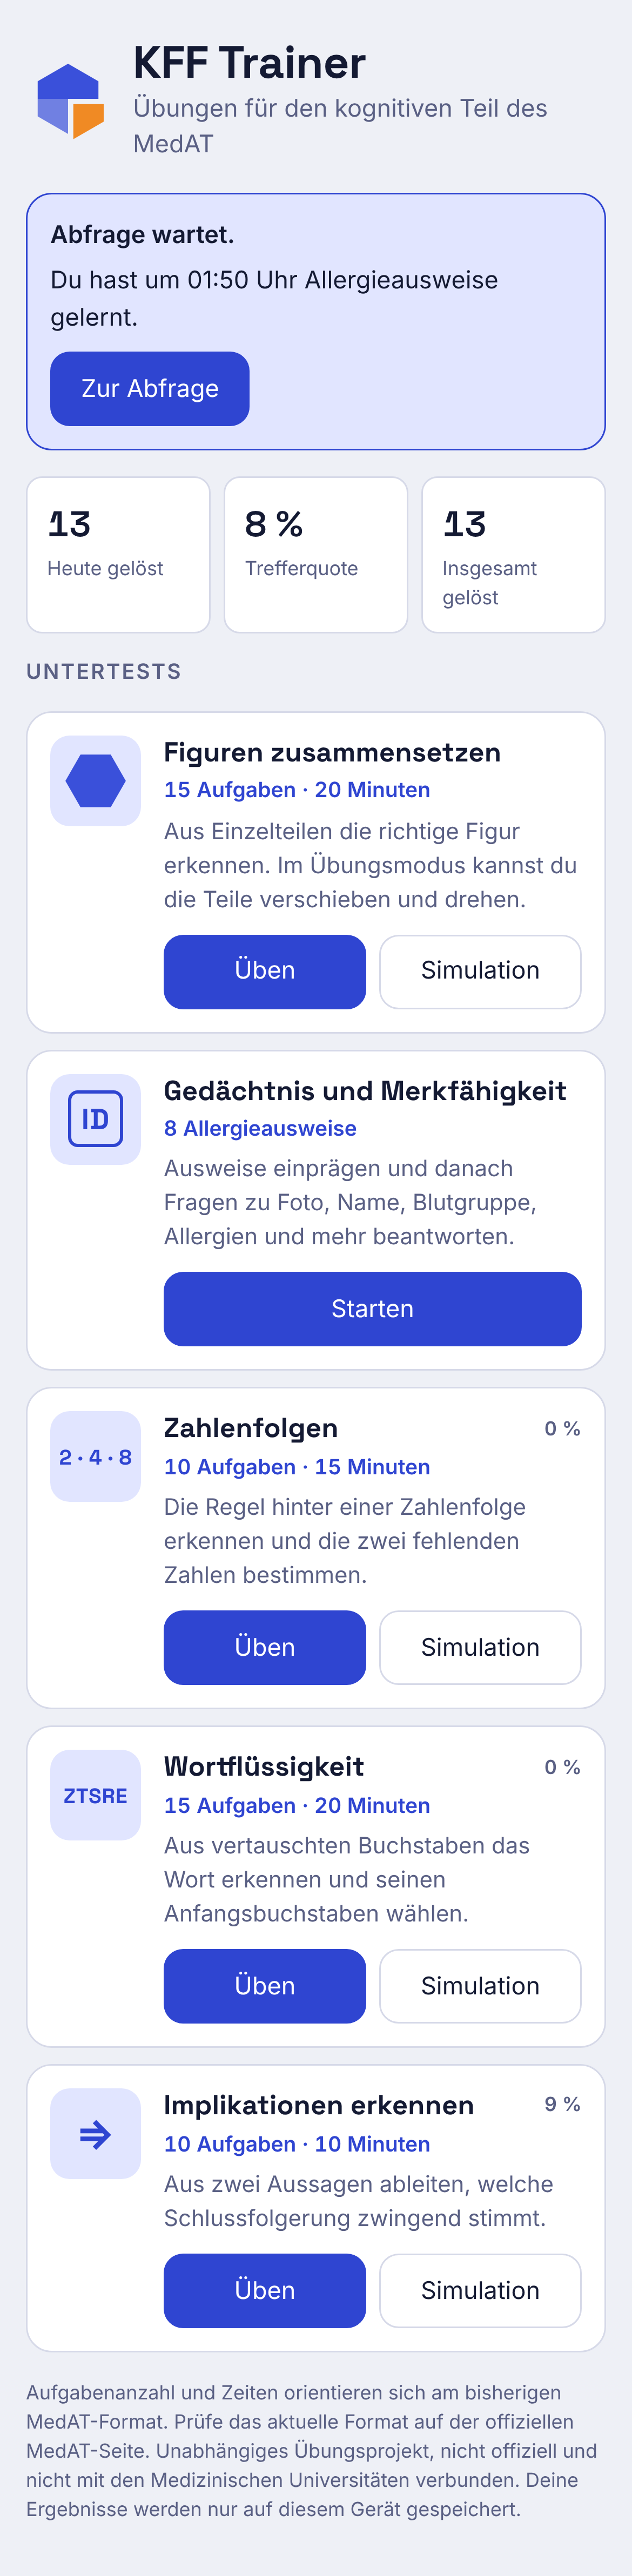 KFF Trainer
Übungen für den kognitiven Teil des
MedAT
Abfrage wartet.
Du hast um 01:50 Uhr Allergieausweise
gelernt.
Zur Abfrage
13
Heute gelöst
8 %
Trefferquote
13
Insgesamt
gelöst
UNTERTESTS
Figuren zusammensetzen
15 Aufgaben · 20 Minuten
Aus Einzelteilen die richtige Figur
erkennen. Im Übungsmodus kannst du
die Teile verschieben und drehen.
Üben
Simulation
ID
Gedächtnis und Merkfähigkeit
8 Allergieausweise
Ausweise einprägen und danach
Fragen zu Foto, Name, Blutgruppe,
Allergien und mehr beantworten.
Starten
2 · 4 · 8
Zahlenfolgen
0 %
10 Aufgaben · 15 Minuten
Die Regel hinter einer Zahlenfolge
erkennen und die zwei fehlenden
Zahlen bestimmen.
Üben
Simulation
ZTSRE
Wortflüssigkeit
0 %
15 Aufgaben · 20 Minuten
Aus vertauschten Buchstaben das
Wort erkennen und seinen
Anfangsbuchstaben wählen.
Üben
Simulation
⇒
Implikationen erkennen
9 %
10 Aufgaben · 10 Minuten
Aus zwei Aussagen ableiten, welche
Schlussfolgerung zwingend stimmt.
Üben
Simulation
Aufgabenanzahl und Zeiten orientieren sich am bisherigen
MedAT-Format. Prüfe das aktuelle Format auf der offiziellen
MedAT-Seite. Unabhängiges Übungsprojekt, nicht offiziell und
nicht mit den Medizinischen Universitäten verbunden. Deine
Ergebnisse werden nur auf diesem Gerät gespeichert.